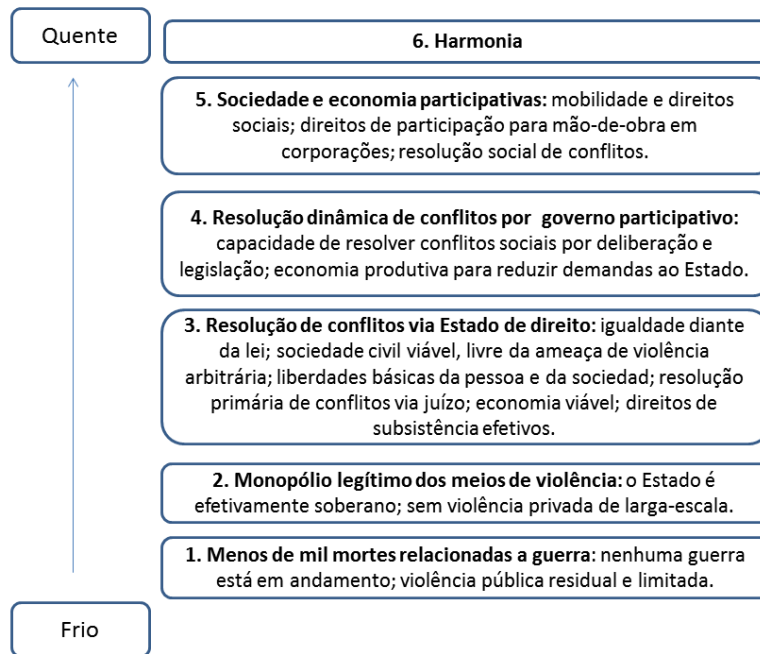 Quente
6. Harmonia
5. Sociedade e economia participativas: mobilidade e direitos
sociais; direitos de participação para mão-de-obra em
corporações; resolução social de conflitos.
4. Resolução dinâmica de conflitos por governo participativo:
capacidade de resolver conflitos sociais por deliberação e
legislação; economia produtiva para reduzir demandas ao Estado.
3. Resolução de conflitos via Estado de direito: igualdade diante
da lei; sociedade civil viável, livre da ameaça de violência
arbitrária; liberdades básicas da pessoa e da sociedad; resolução
primária de conflitos via juízo; economia viável; direitos de
subsistência efetivos.
2. Monopólio legítimo dos meios de violência: o Estado é
efetivamente soberano; sem violência privada de larga-escala.
1. Menos de mil mortes relacionadas a guerra: nenhuma guerra
está em andamento; violência pública residual e limitada.
Frio